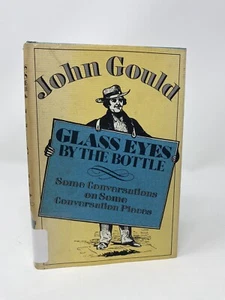 John Gould
GLASS EYES
BY THE BOTTLE
Some Conversations
on Some
Conversation Pieces